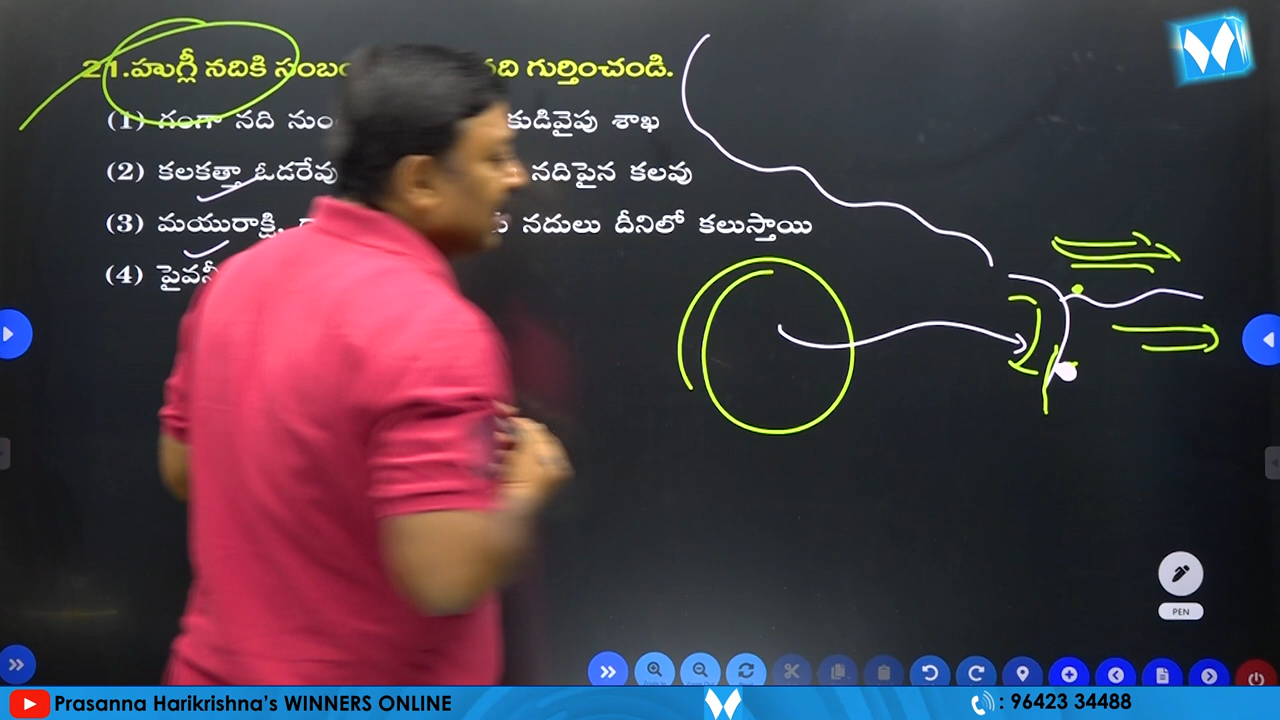 21.హుగ్లీ నదికి గుర్తించండి.
(1) గంగా నది కుడివైపు శాఖ
(2) కలకత్తా ఓడరేవు నదిపైన కలవు
(3) మయురాక్షి, నదులు దీనిలో కలుస్తాయి
(4)
PEN
Prasanna Harikrishna's WINNERS ONLINE
: 96423 34488